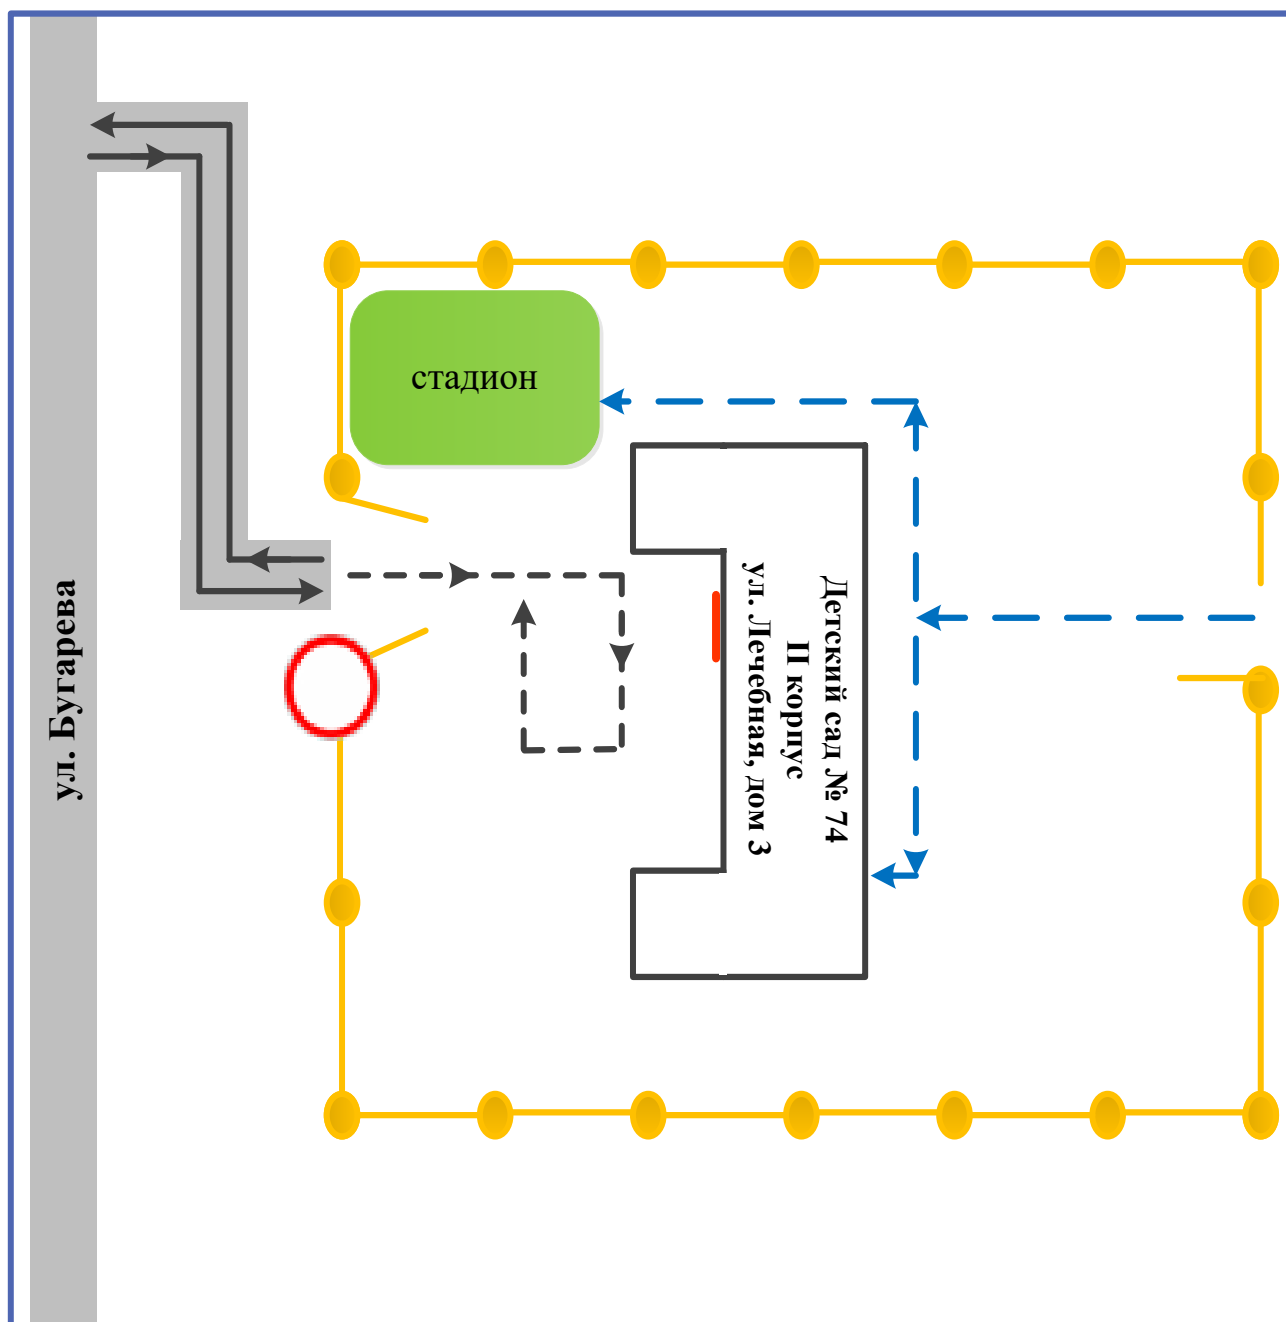 стадион
Детский сад № 74
II корпус
ул. Лечебная, дом 3
ул. Бугарева